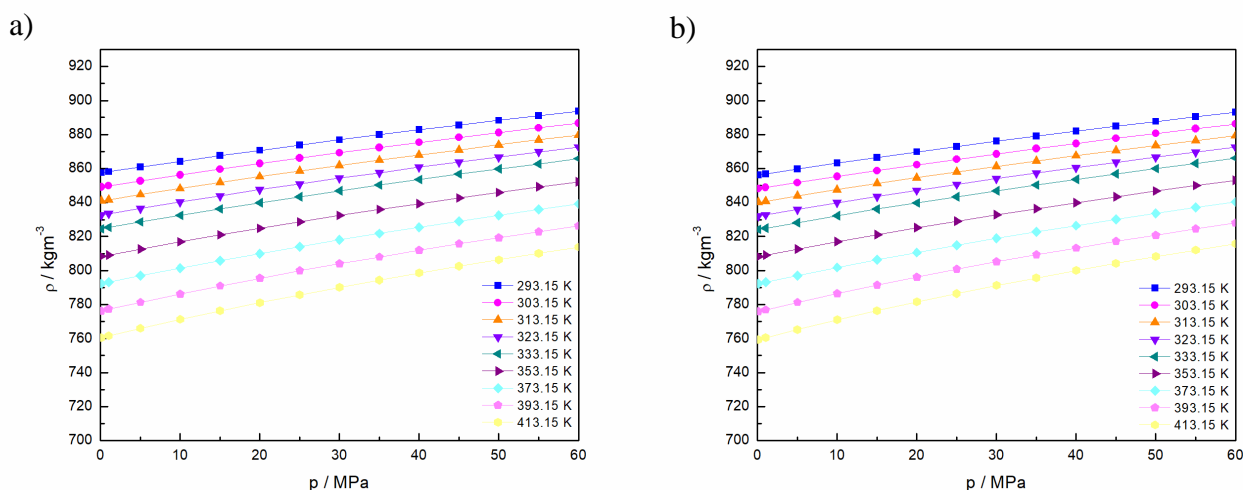 a)
920
900
880
860
840
820
800
780
760
740
720
700
ρ / kgm-3
0
10
20
30
40
50
60
p / MPa
293.15 K
303.15 K
313.15 K
323.15 K
333.15 K
353.15 K
373.15 K
393.15 K
413.15 K
b)
920
900
880
860
840
820
800
780
760
740
720
700
ρ / kgm-3
0
10
20
30
40
50
60
p / MPa
293.15 K
303.15 K
313.15 K
323.15 K
333.15 K
353.15 K
373.15 K
393.15 K
413.15 K